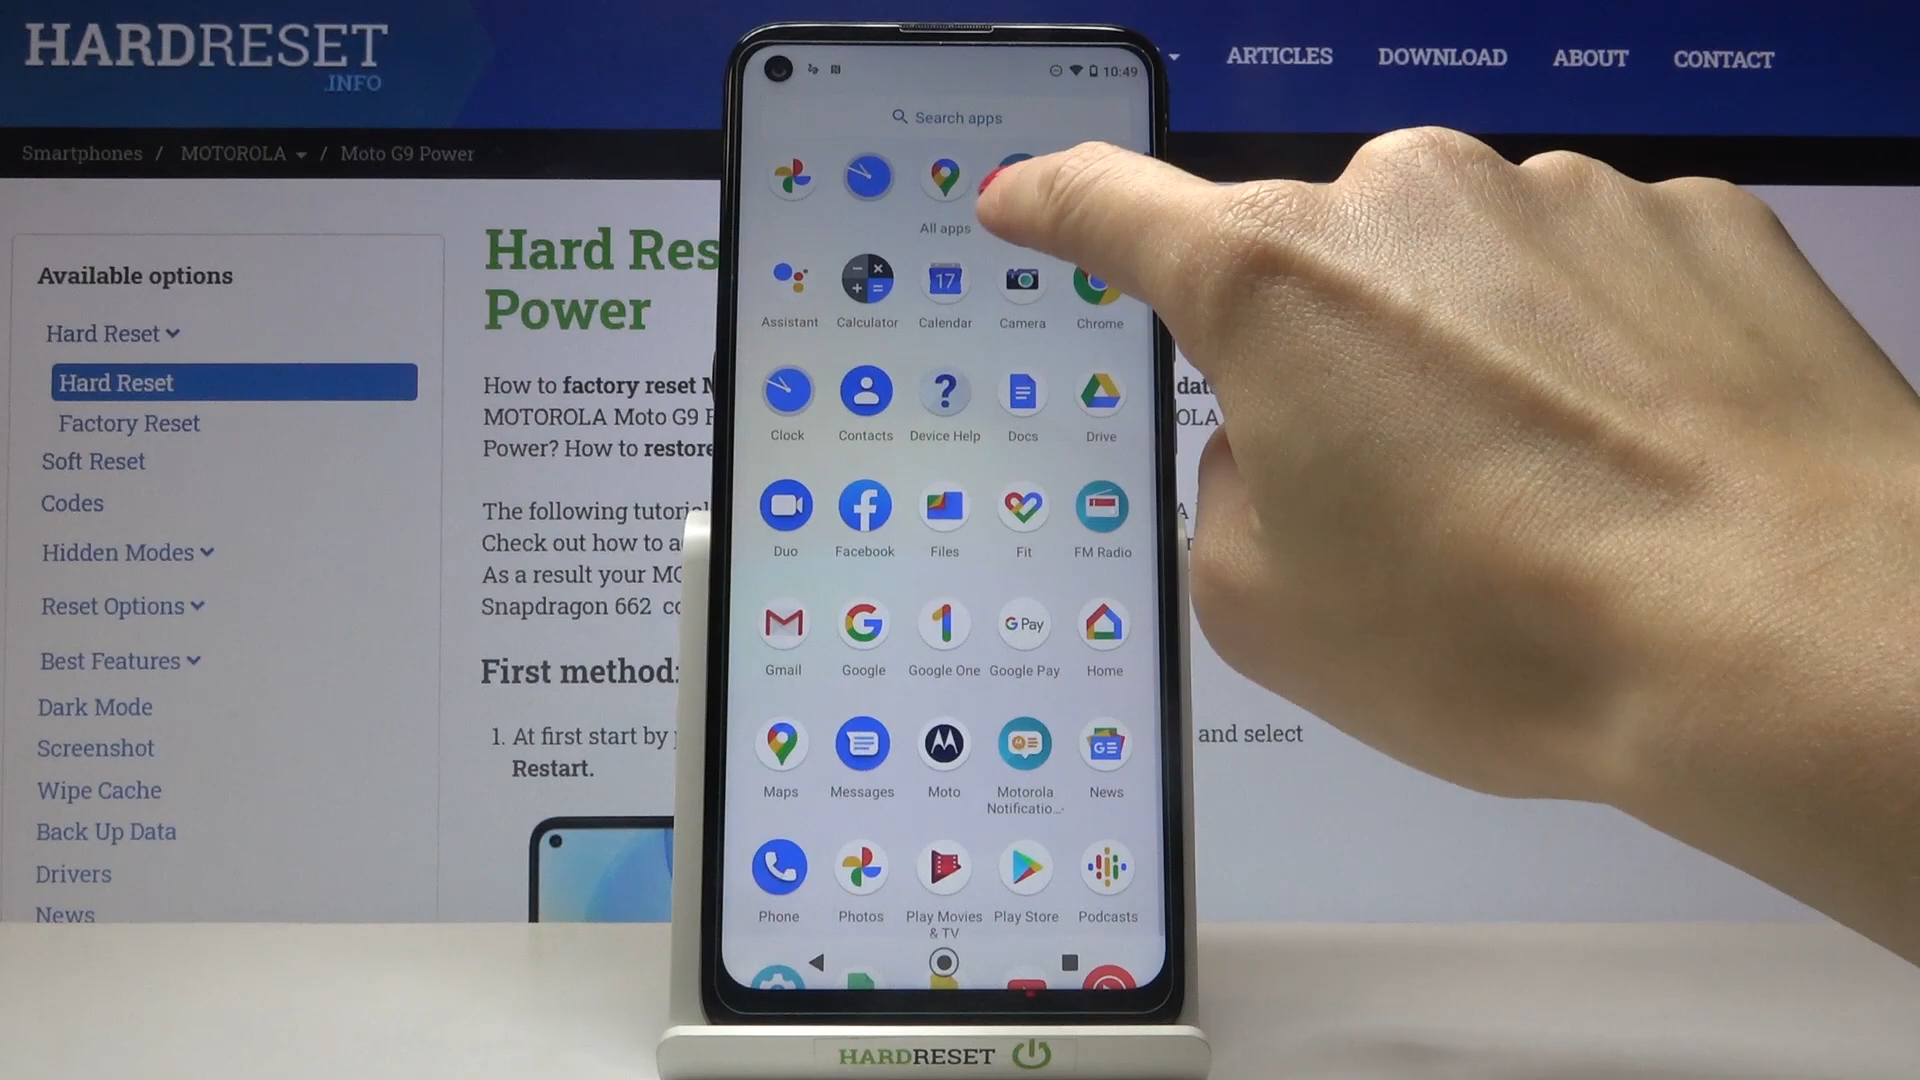 HARDRESET
.INFO
ARTICLES
DOWNLOAD
ABOUT
CONTACT
Smartphones / MOTOROLA / Moto G9 Power
Available options
Hard Reset
Hard Reset
Factory Reset
Soft Reset
Codes
Hidden Modes
Reset Options
Best Features
Dark Mode
Screenshot
Wipe Cache
Back Up Data
Drivers
News
Hard Res
Power
How to factory reset
MOTOROLA Moto G9
Power? How to restore
The following
Check out how to
As a result your
Snapdragon 662
First method:
1. At first start by
and select
Restart.
10:49
Search apps
All apps
17
Assistant
Calculator
Calendar
Camera
Chrome
Clock
Contacts
Device Help
Docs
Drive
Duo
Facebook
Files
Fit
FM Radio
G Pay
Gmail
Google
Google One
Google Pay
Home
GE
Maps
Messages
Moto
Motorola
Notificatio...
News
Phone
Photos
Play Movies
& TV
Play Store
Podcasts
HARDRESET